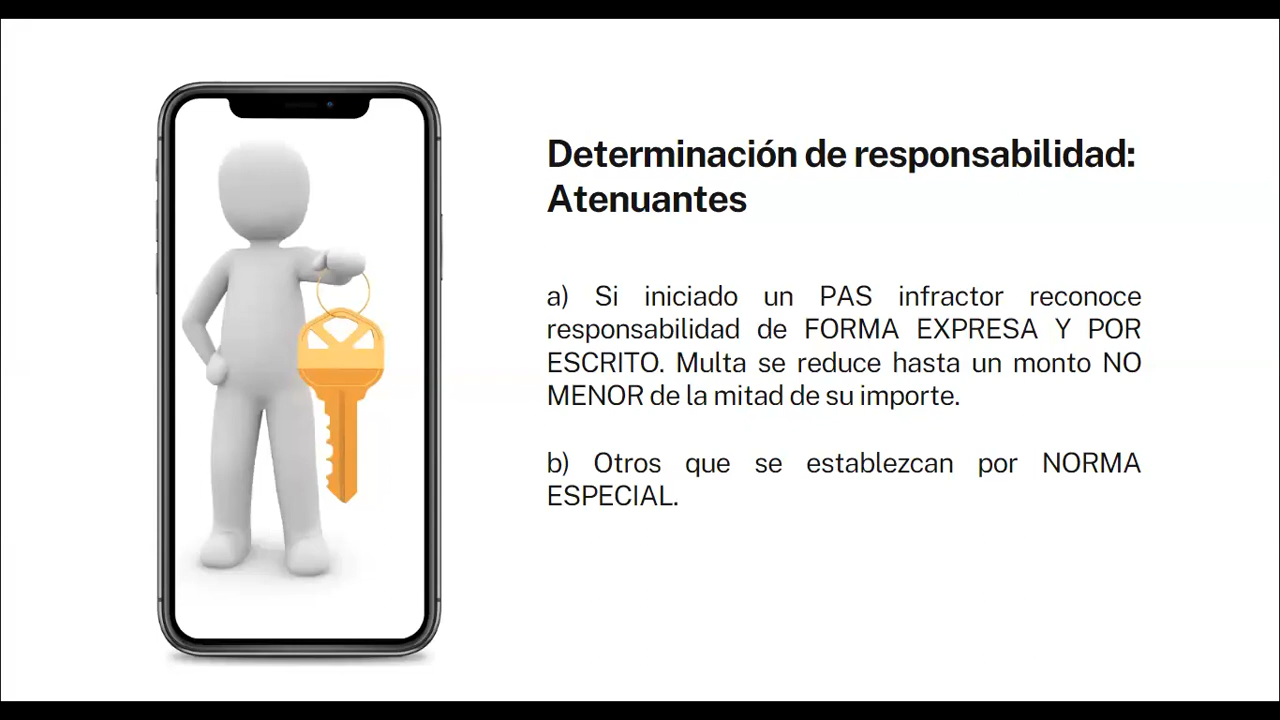 Determinación de responsabilidad:
Atenuantes
a) Si iniciado un PAS infractor reconoce
responsabilidad de FORMA EXPRESA Y POR
ESCRITO. Multa se reduce hasta un monto NO
MENOR de la mitad de su importe.
b) Otros que se establezcan por NORMA
ESPECIAL.